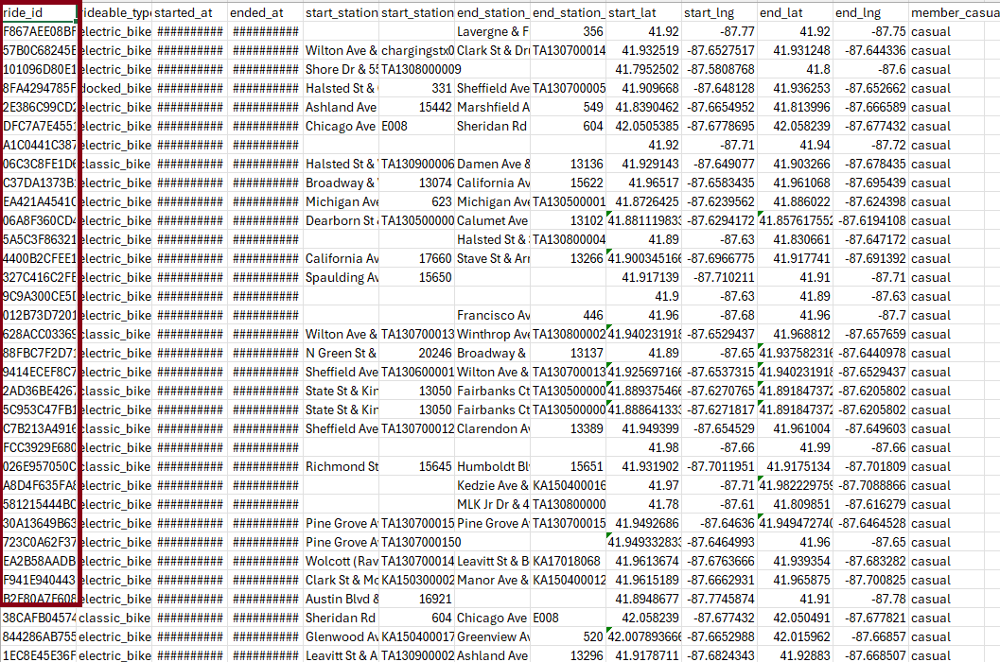 ride_id rideable_type started_at ended_at start_station start_station end_station_ end_station_ start_lat start_lng end_lat end_lng member_casua
F867AEE08BF electric_bike ########## ########## Lavergne & F 356 41.92 -87.77 41.92 -87.75 casual
57B0C68245E electric_bike ########## ########## Wilton Ave & chargingstx0 Clark St & Dr TA130700014 41.932519 -87.6527517 41.931248 -87.644336 casual
101096D80E1 electric_bike ########## ########## Shore Dr & 55 TA1308000009 41.7952502 -87.5808768 41.8 -87.6 casual
8FA4294785F docked_bike ########## ########## Halsted St & 331 Sheffield Ave TA130700005 41.909668 -87.648128 41.936253 -87.652662 casual
2E386C99CD2 electric_bike ########## ########## Ashland Ave 15442 Marshfield A 549 41.8390462 -87.6654952 41.813996 -87.666589 casual
DFC7A7E4551 electric_bike ########## ########## Chicago Ave E008 Sheridan Rd 604 42.0505385 -87.6778695 42.058239 -87.677432 casual
A1C0441C387 electric_bike ########## ########## 41.92 -87.71 41.94 -87.72 casual
06C3C8FE1D6 classic_bike ########## ########## Halsted St & TA130900006 Damen Ave & 13136 41.929143 -87.649077 41.903266 -87.678435 casual
C37DA1373B electric_bike ########## ########## Broadway & 13074 California Av 15622 41.96517 -87.6583435 41.961068 -87.695439 casual
EA421A4541C electric_bike ########## ########## Michigan Ave 623 Michigan Ave TA130500001 41.8726425 -87.6239562 41.886022 -87.624398 casual
06A8F360CD4 electric_bike ########## ########## Dearborn St TA130500000 Calumet Ave 13102 41.881119833 -87.6294172 41.857617552 -87.6194108 casual
5A5C3F86321 electric_bike ########## ########## Halsted St & TA130800004 41.89 -87.63 41.830661 -87.647172 casual
4400B2CFEE1 electric_bike ########## ########## California Av 17660 Stave St & Arr 13266 41.900345166 -87.6966775 41.917741 -87.691392 casual
327C416C2FE electric_bike ########## ########## Spaulding Av 15650 41.917139 -87.710211 41.91 -87.71 casual
9C9A300CE5D electric_bike ########## ########## 41.9 -87.63 41.89 -87.63 casual
012B73D7201 electric_bike ########## ########## Francisco Av 446 41.96 -87.68 41.96 -87.7 casual
628ACC03369 classic_bike ########## ########## Wilton Ave & TA130700013 Winthrop Ave TA130800002 41.940231918 -87.6529437 41.968812 -87.657659 casual
88FBC7F2D71 electric_bike ########## ########## N Green St & 20246 Broadway & 13137 41.89 -87.65 41.937582316 -87.6440978 casual
9414ECEF8C7 electric_bike ########## ########## Sheffield Ave TA130600001 Wilton Ave & TA130700013 41.925697166 -87.6537315 41.940231918 -87.6529437 casual
2AD36BE4267 classic_bike ########## ########## State St & Kin 13050 Fairbanks Ct TA130500000 41.889375466 -87.6270765 41.891847372 -87.6205802 casual
5C953C47FB1 electric_bike ########## ########## State St & Kin 13050 Fairbanks Ct TA130500000 41.888641333 -87.6271817 41.891847372 -87.6205802 casual
C7B213A4916 classic_bike ########## ########## Sheffield Ave TA130700012 Clarendon Av 13389 41.949399 -87.654529 41.961004 -87.649603 casual
FCC3929E680 electric_bike ########## ########## 41.98 -87.66 41.99 -87.66 casual
026E957050C classic_bike ########## ########## Richmond St 15645 Humboldt Bl 15651 41.931902 -87.7011951 41.9175134 -87.701809 casual
A8D4F635FA8 electric_bike ########## ########## Kedzie Ave & KA150400016 41.97 -87.71 41.982229759 -87.7088866 casual
581215444BC electric_bike ########## ########## MLK Jr Dr & 4 TA130800000 41.78 -87.61 41.809851 -87.616279 casual
30A13649B63 electric_bike ########## ########## Pine Grove A TA130700015 Pine Grove A TA130700015 41.9492686 -87.64636 41.949472740 -87.6464528 casual
723C0A62F37 electric_bike ########## ########## Pine Grove A TA1307000150 41.949332833 -87.6464993 41.96 -87.65 casual
EA2B58AADB electric_bike ########## ########## Wolcott (Rav TA130700014 Leavitt St & B KA17018068 41.9613674 -87.6763666 41.939354 -87.683282 casual
F941E940443 electric_bike ########## ########## Clark St & Mo KA150300002 Manor Ave & KA150400012 41.9615189 -87.6662931 41.965875 -87.700825 casual
B2F80A7F608 electric_bike ########## ########## Austin Blvd & 16921 41.8948677 -87.7745874 41.91 -87.78 casual
38CAFB04574 classic_bike ########## ########## Sheridan Rd 604 Chicago Ave E008 42.058239 -87.677432 42.050491 -87.677821 casual
844286AB755 electric_bike ########## ########## Glenwood Av KA150400017 Greenview Av 520 42.007893666 -87.6652988 42.015962 -87.66857 casual
1EC8E45E36F electric_bike ########## ########## Leavitt St & A TA130900002 Ashland Ave 13296 41.9178711 -87.6824343 41.92883 -87.668507 casual